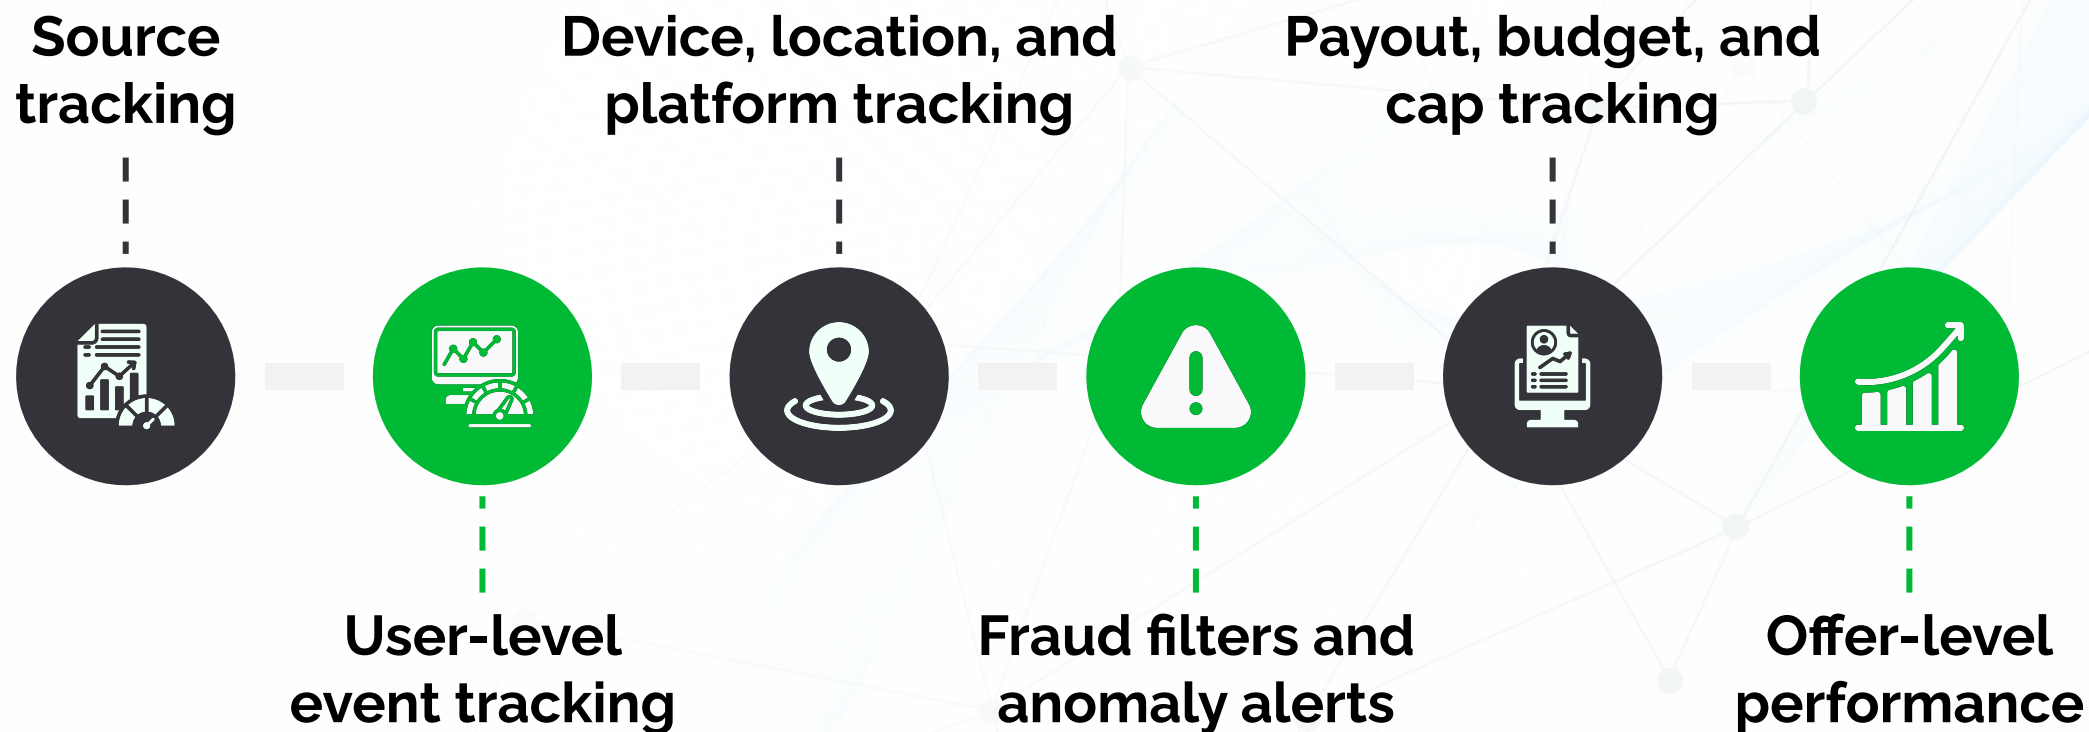 Source
tracking
Device, location, and
platform tracking
Payout, budget, and
cap tracking
User-level
event tracking
Fraud filters and
anomaly alerts
Offer-level
performance